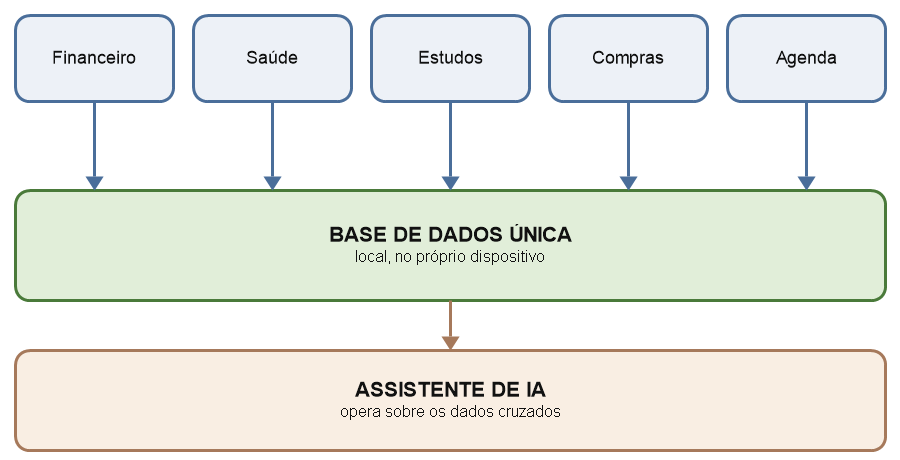 Financeiro
Saúde
Estudos
Compras
Agenda
BASE DE DADOS ÚNICA
local, no próprio dispositivo
ASSISTENTE DE IA
opera sobre os dados cruzados